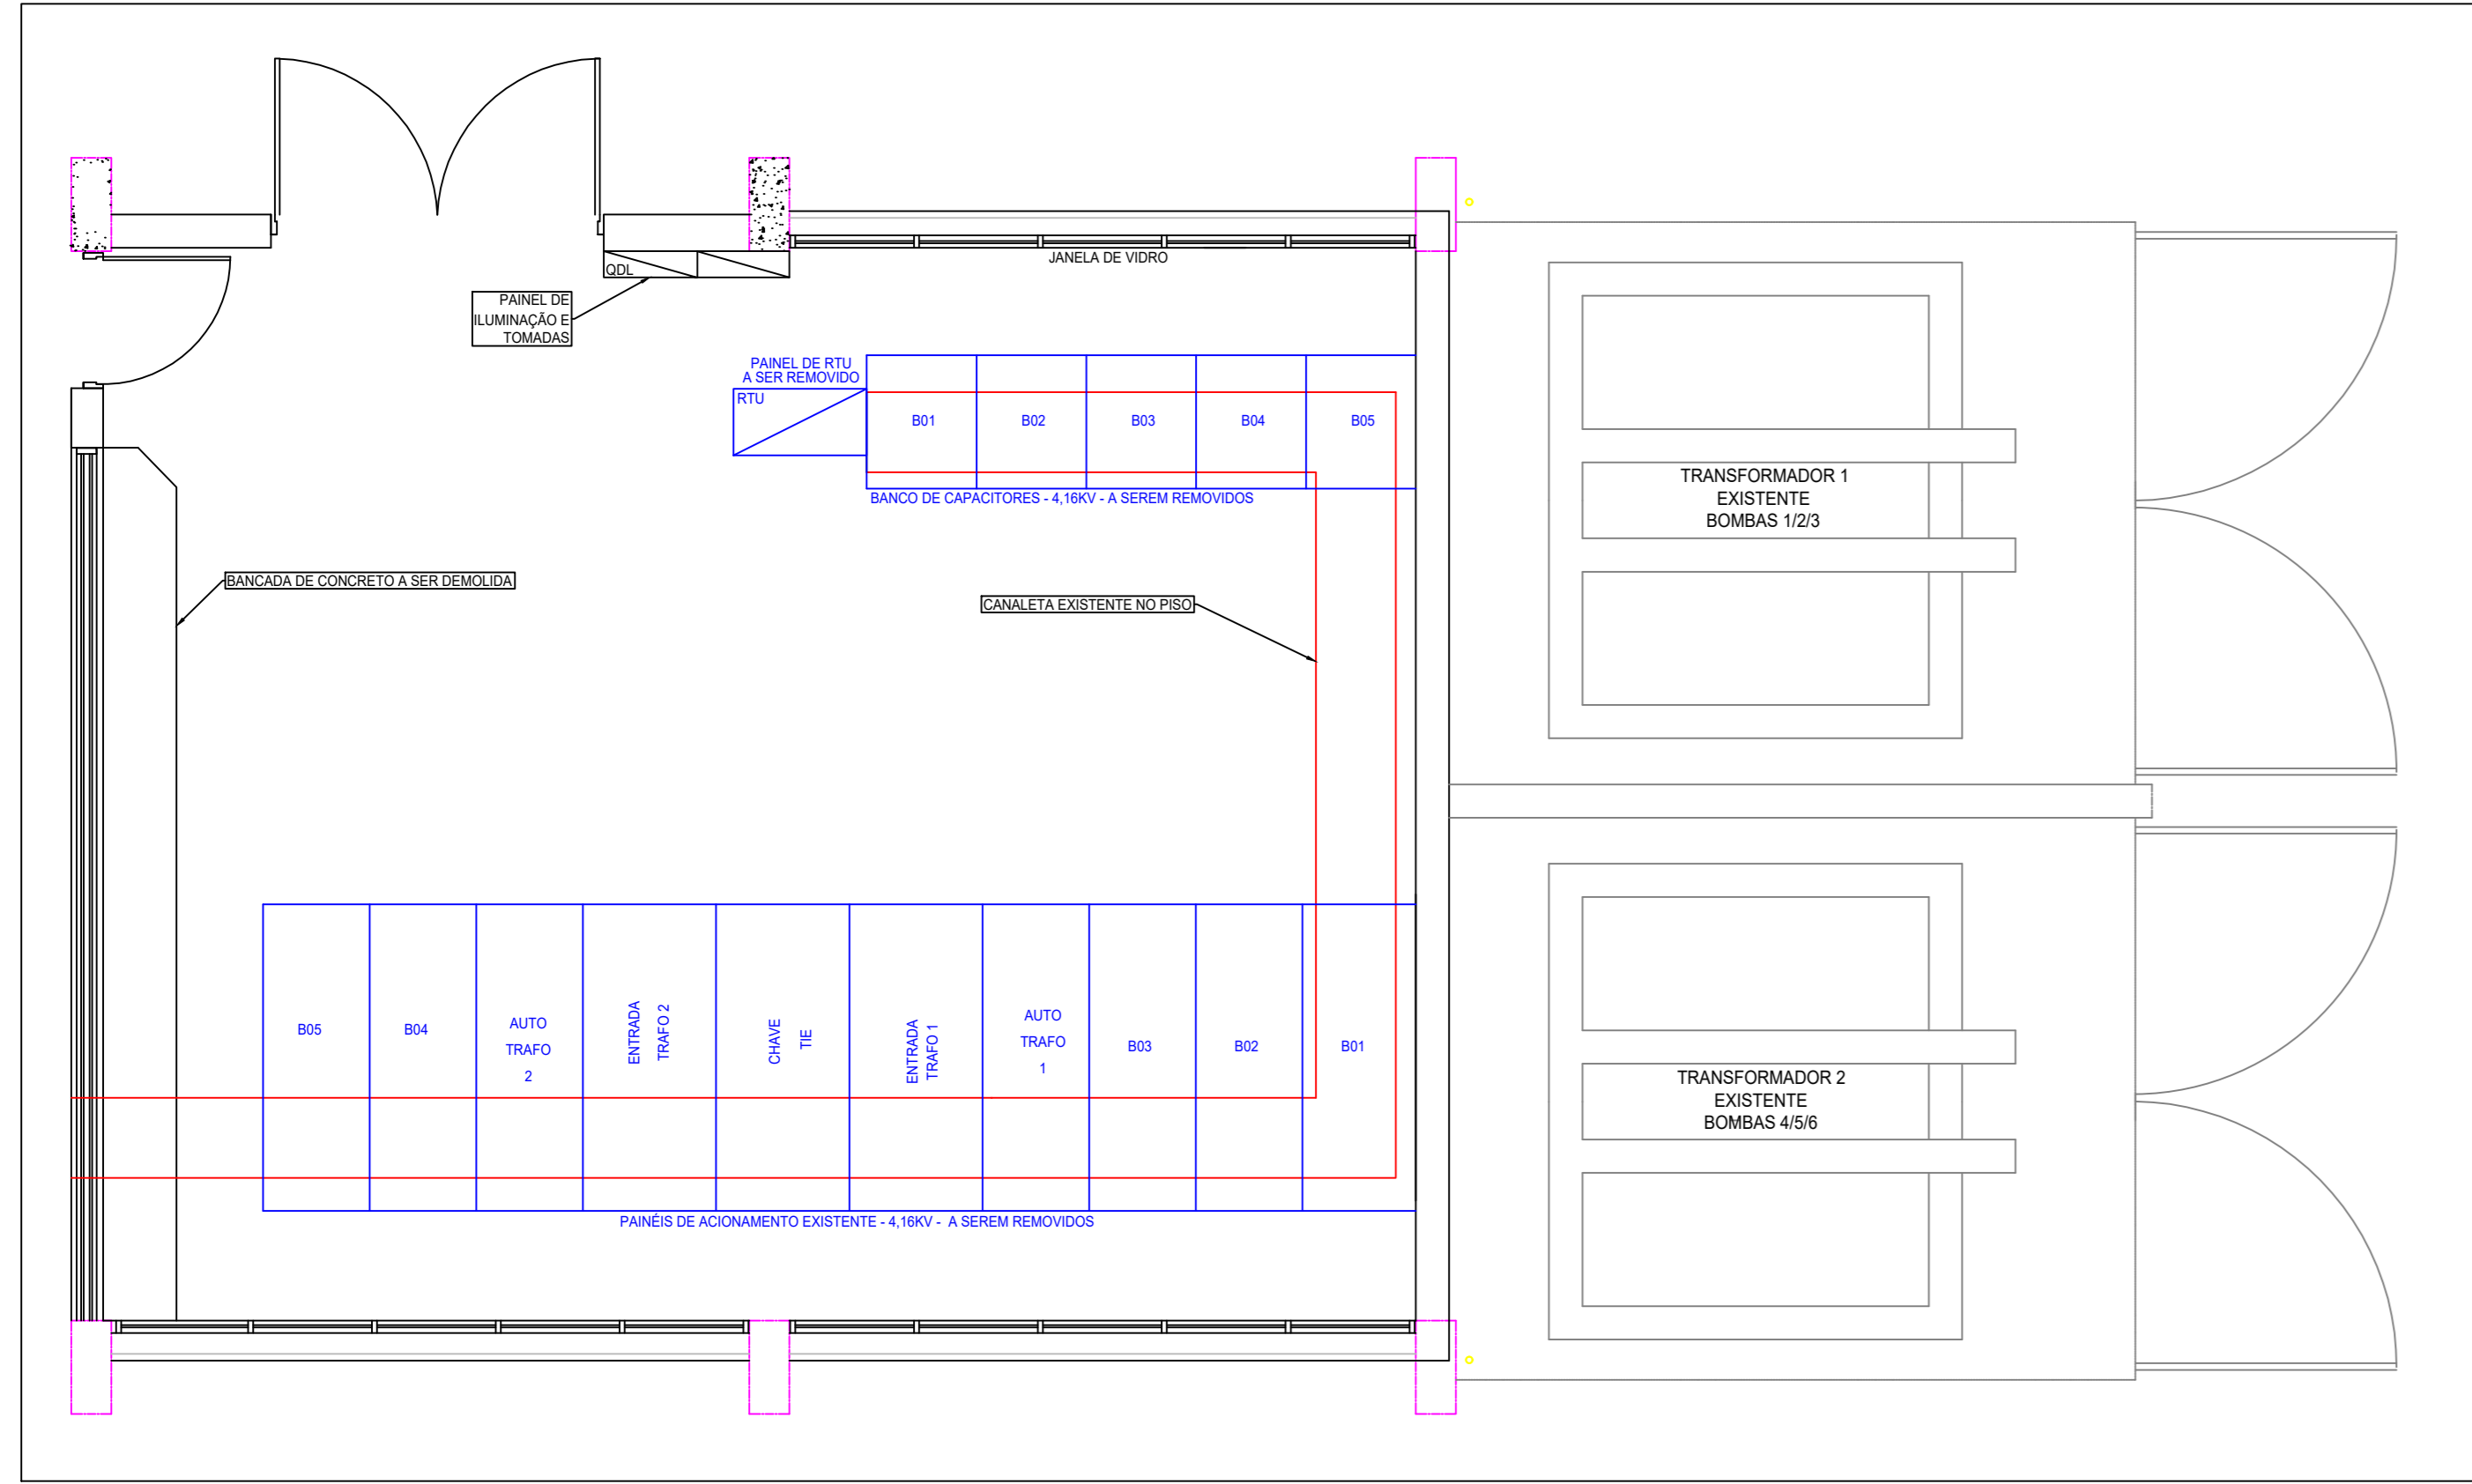 JANELA DE VIDRO
QDL
PAINEL DE
ILUMINAÇÃO E
TOMADAS
PAINEL DE RTU
A SER REMOVIDO
RTU
B01
B02
B03
B04
B05
BANCO DE CAPACITORES - 4,16KV - A SEREM REMOVIDOS
TRANSFORMADOR 1
EXISTENTE
BOMBAS 1/2/3
BANCADA DE CONCRETO A SER DEMOLIDA
CANALETA EXISTENTE NO PISO
B05
B04
AUTO
TRAFO
2
ENTRADA
TRAFO 2
CHAVE
TIE
ENTRADA
TRAFO 1
AUTO
TRAFO
1
B03
B02
B01
PAINÉIS DE ACIONAMENTO EXISTENTE - 4,16KV - A SEREM REMOVIDOS
TRANSFORMADOR 2
EXISTENTE
BOMBAS 4/5/6